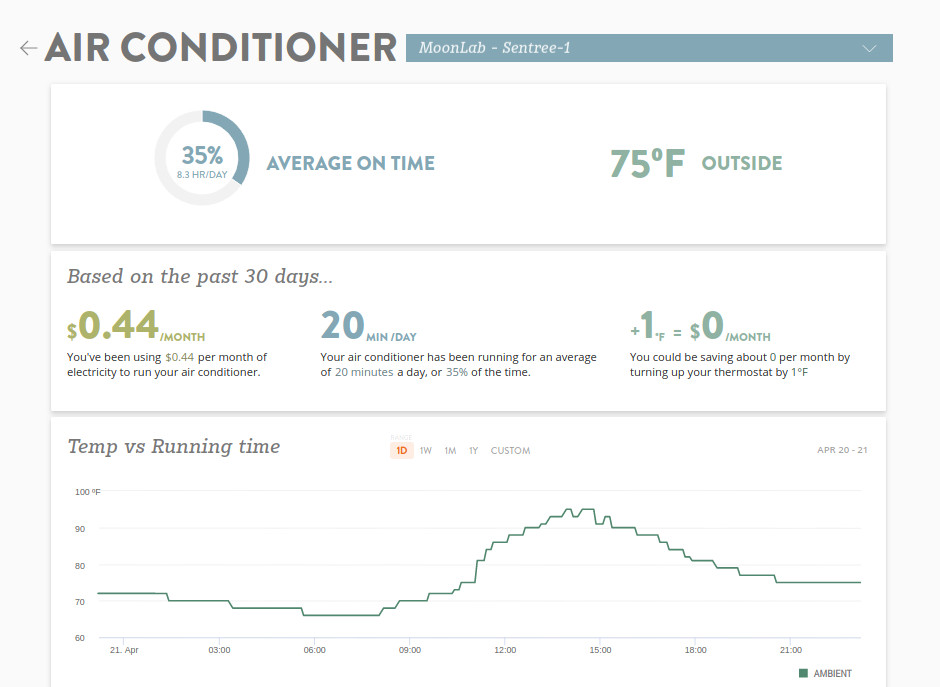 AIR CONDITIONER
MoonLab - Sentree-1
35%
8.3 HR/DAY
AVERAGE ON TIME
75°F OUTSIDE
Based on the past 30 days...
$0.44/MONTH
You've been using $0.44 per month of
electricity to run your air conditioner.
20 MIN/DAY
Your air conditioner has been running for an average
of 20 minutes a day, or 35% of the time.
+1°F = $0/MONTH
You could be saving about 0 per month by
turning up your thermostat by 1°F
Temp vs Running time
RANGE
1D 1W 1M 1Y CUSTOM
APR 20 - 21
100 °F
90
80
70
60
21. Apr 03:00 06:00 09:00 12:00 15:00 18:00 21:00
AMBIENT